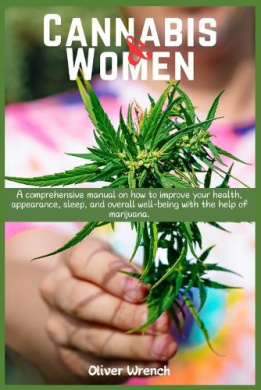 CANNABIS
&
WOMEN
A comprehensive manual on how to improve your health,
appearance, sleep, and overall well-being with the help of
marijuana.
Oliver Wrench